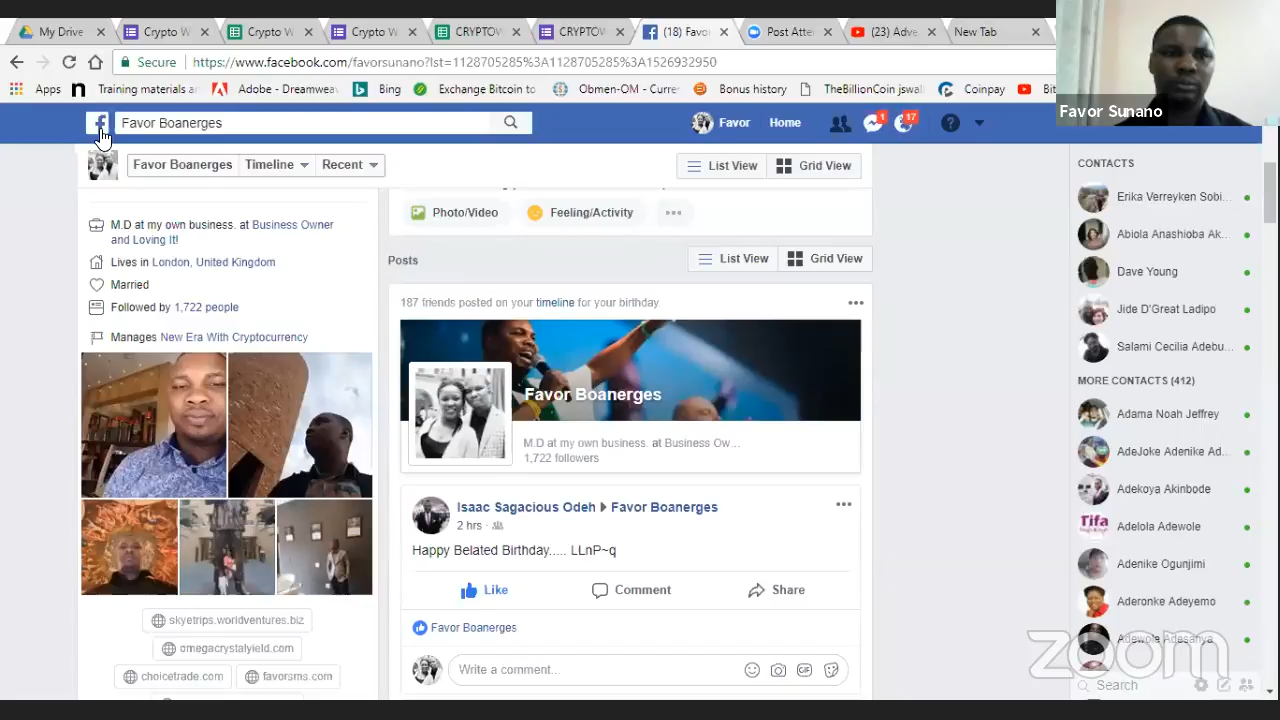 My Drive
Crypto W
Crypto W
Crypto W
CRYPTOV
CRYPTOW
(18) Favo
Post Atte
(23) Adve
New Tab
Secure
https://www.facebook.com/favorsunano?lst=1128705285%3A1128705285%3A1526932950
Apps
Training materials a
Adobe - Dreamwea
Bing
Exchange Bitcoin to
Obmen-OM - Curre
Bonus history
TheBillionCoin jswall
Coinpay
Bit
Favor Sunano
f
Favor Boanerges
Favor
Home
1
17
Favor Boanerges
Timeline
Recent
List View
Grid View
CONTACTS
M.D at my own business. at Business Owner
and Loving It!
Lives in London, United Kingdom
Married
Followed by 1,722 people
Manages New Era With Cryptocurrency
skyetrips.worldventures.biz
omegacrystalyield.com
choicetrade.com
favorsms.com
Photo/Video
Feeling/Activity
Posts
List View
Grid View
187 friends posted on your timeline for your birthday
Favor Boanerges
M.D at my own business. at Business Ow...
1,722 followers
Isaac Sagacious Odeh
Favor Boanerges
2 hrs
Happy Belated Birthday..... LLnP~q
Like
Comment
Share
Favor Boanerges
Write a comment...
GIF
Erika Verreyken Sobi...
Abiola Anashioba Ak...
Dave Young
Jide D'Great Ladipo
Salami Cecilia Adebu...
MORE CONTACTS (412)
Adama Noah Jeffrey
AdeJoke Adenike Ad...
Adekoya Akinbode
Tifa
Adelola Adewole
Adenike Ogunjimi
Aderonke Adeyemo
Adewole Adesanya
zoom
Search